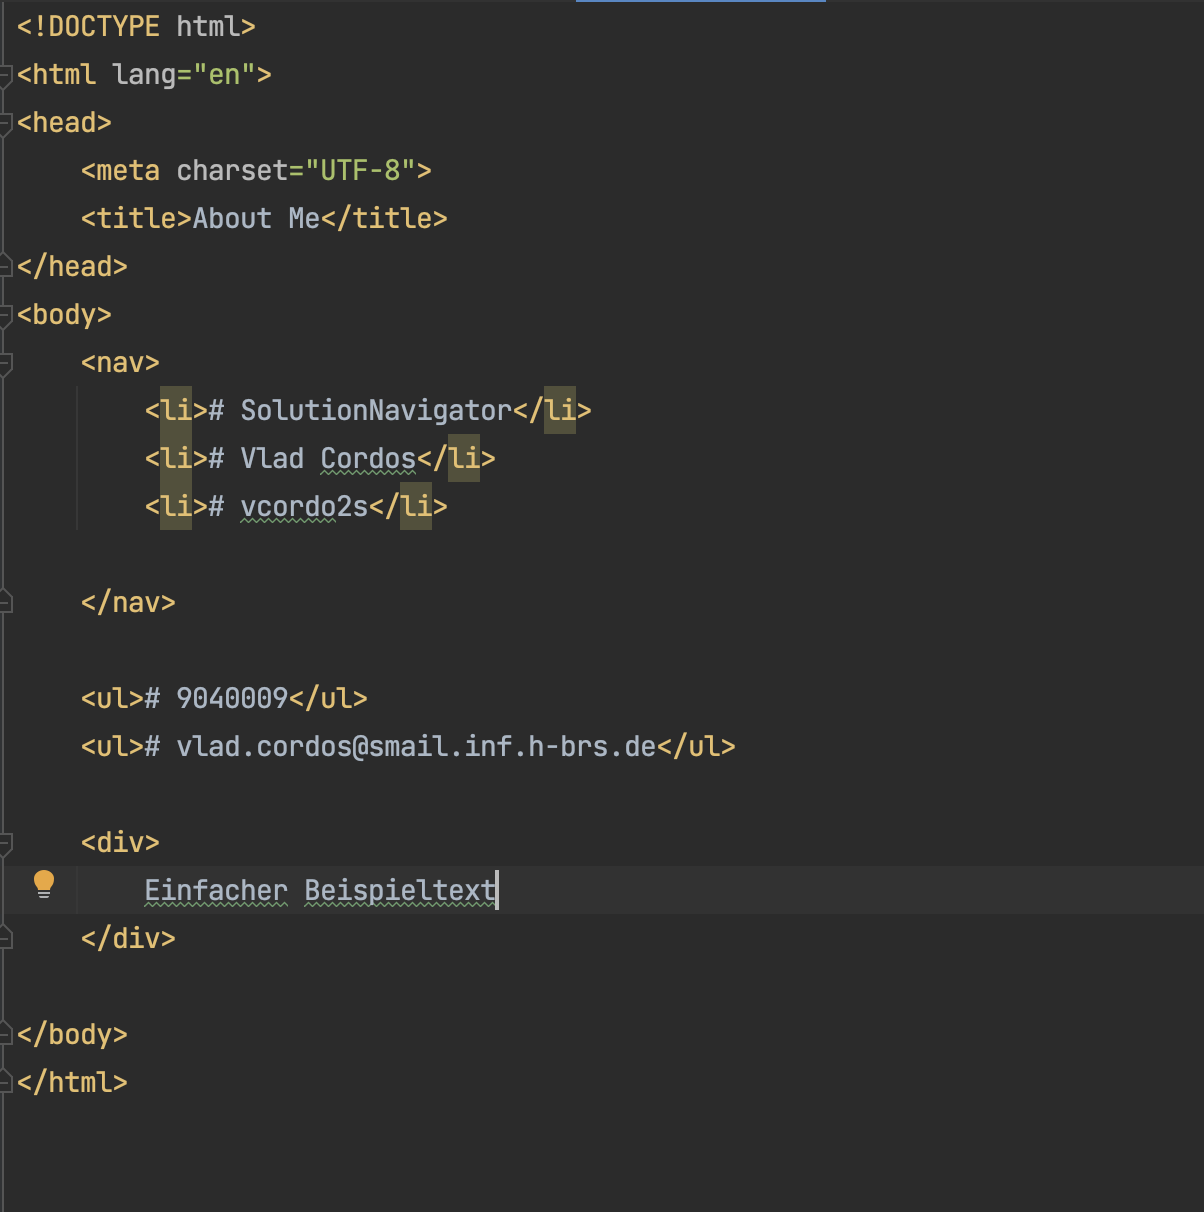 <!DOCTYPE html>
<html lang="en">
<head>
    <meta charset="UTF-8">
    <title>About Me</title>
</head>
<body>
    <nav>
        <li># SolutionNavigator</li>
        <li># Vlad Cordos</li>
        <li># vcordo2s</li>
    </nav>
    <ul># 9040009</ul>
    <ul># vlad.cordos@smail.inf.h-brs.de</ul>
    <div>
        Einfacher Beispieltext
    </div>
</body>
</html>